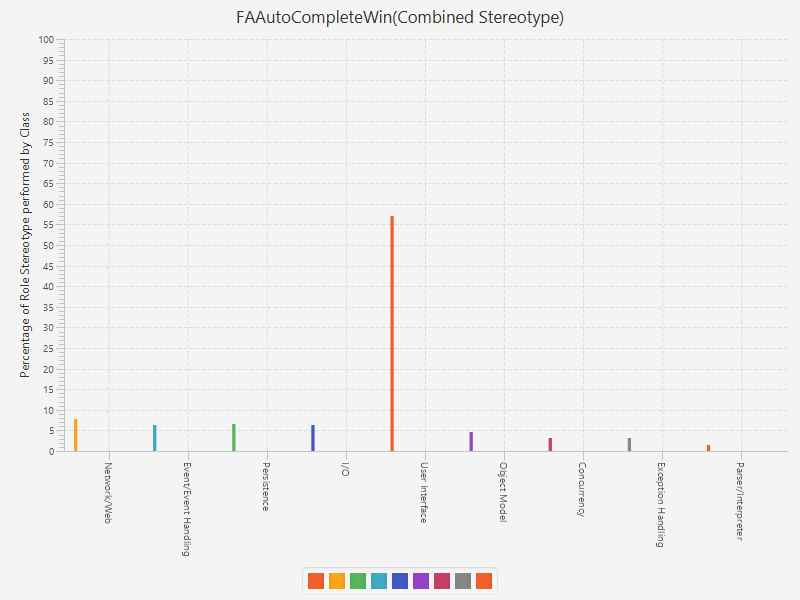 FAAutoCompleteWin(Combined Stereotype)
Percentage of Role Stereotype performed by Class
100
95
90
85
80
75
70
65
60
55
50
45
40
35
30
25
20
15
10
5
0
Network/Web
Event/Event Handling
Persistence
I/O
User Interface
Object Model
Concurrency
Exception Handling
Parser/Interpreter